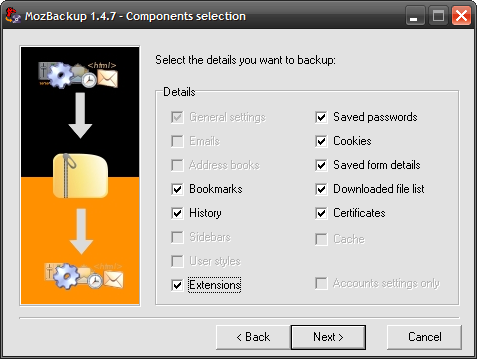 MozBackup 1.4.7 - Components selection
<html>
Select the details you want to backup:
Details
General settings
Emails
Address books
Bookmarks
History
Sidebars
User styles
Extensions
Saved passwords
Cookies
Saved form details
Downloaded file list
Certificates
Cache
Accounts settings only
< Back
Next >
Cancel